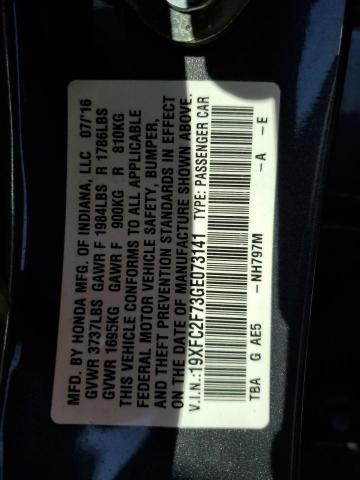 MFD. BY HONDA MFG. OF INDIANA, LLC 07/'16
GVWR 3737LBS GAWR F 1984LBS R 1786LBS
GVWR 1695KG GAWR F 900KG R 810KG
THIS VEHICLE CONFORMS TO ALL APPLICABLE
FEDERAL MOTOR VEHICLE SAFETY, BUMPER,
AND THEFT PREVENTION STANDARDS IN EFFECT
ON THE DATE OF MANUFACTURE SHOWN ABOVE.
V.I.N.:19XFC2F73GE073141 TYPE: PASSENGER CAR
TBA G AE5 -NH797M -A -E